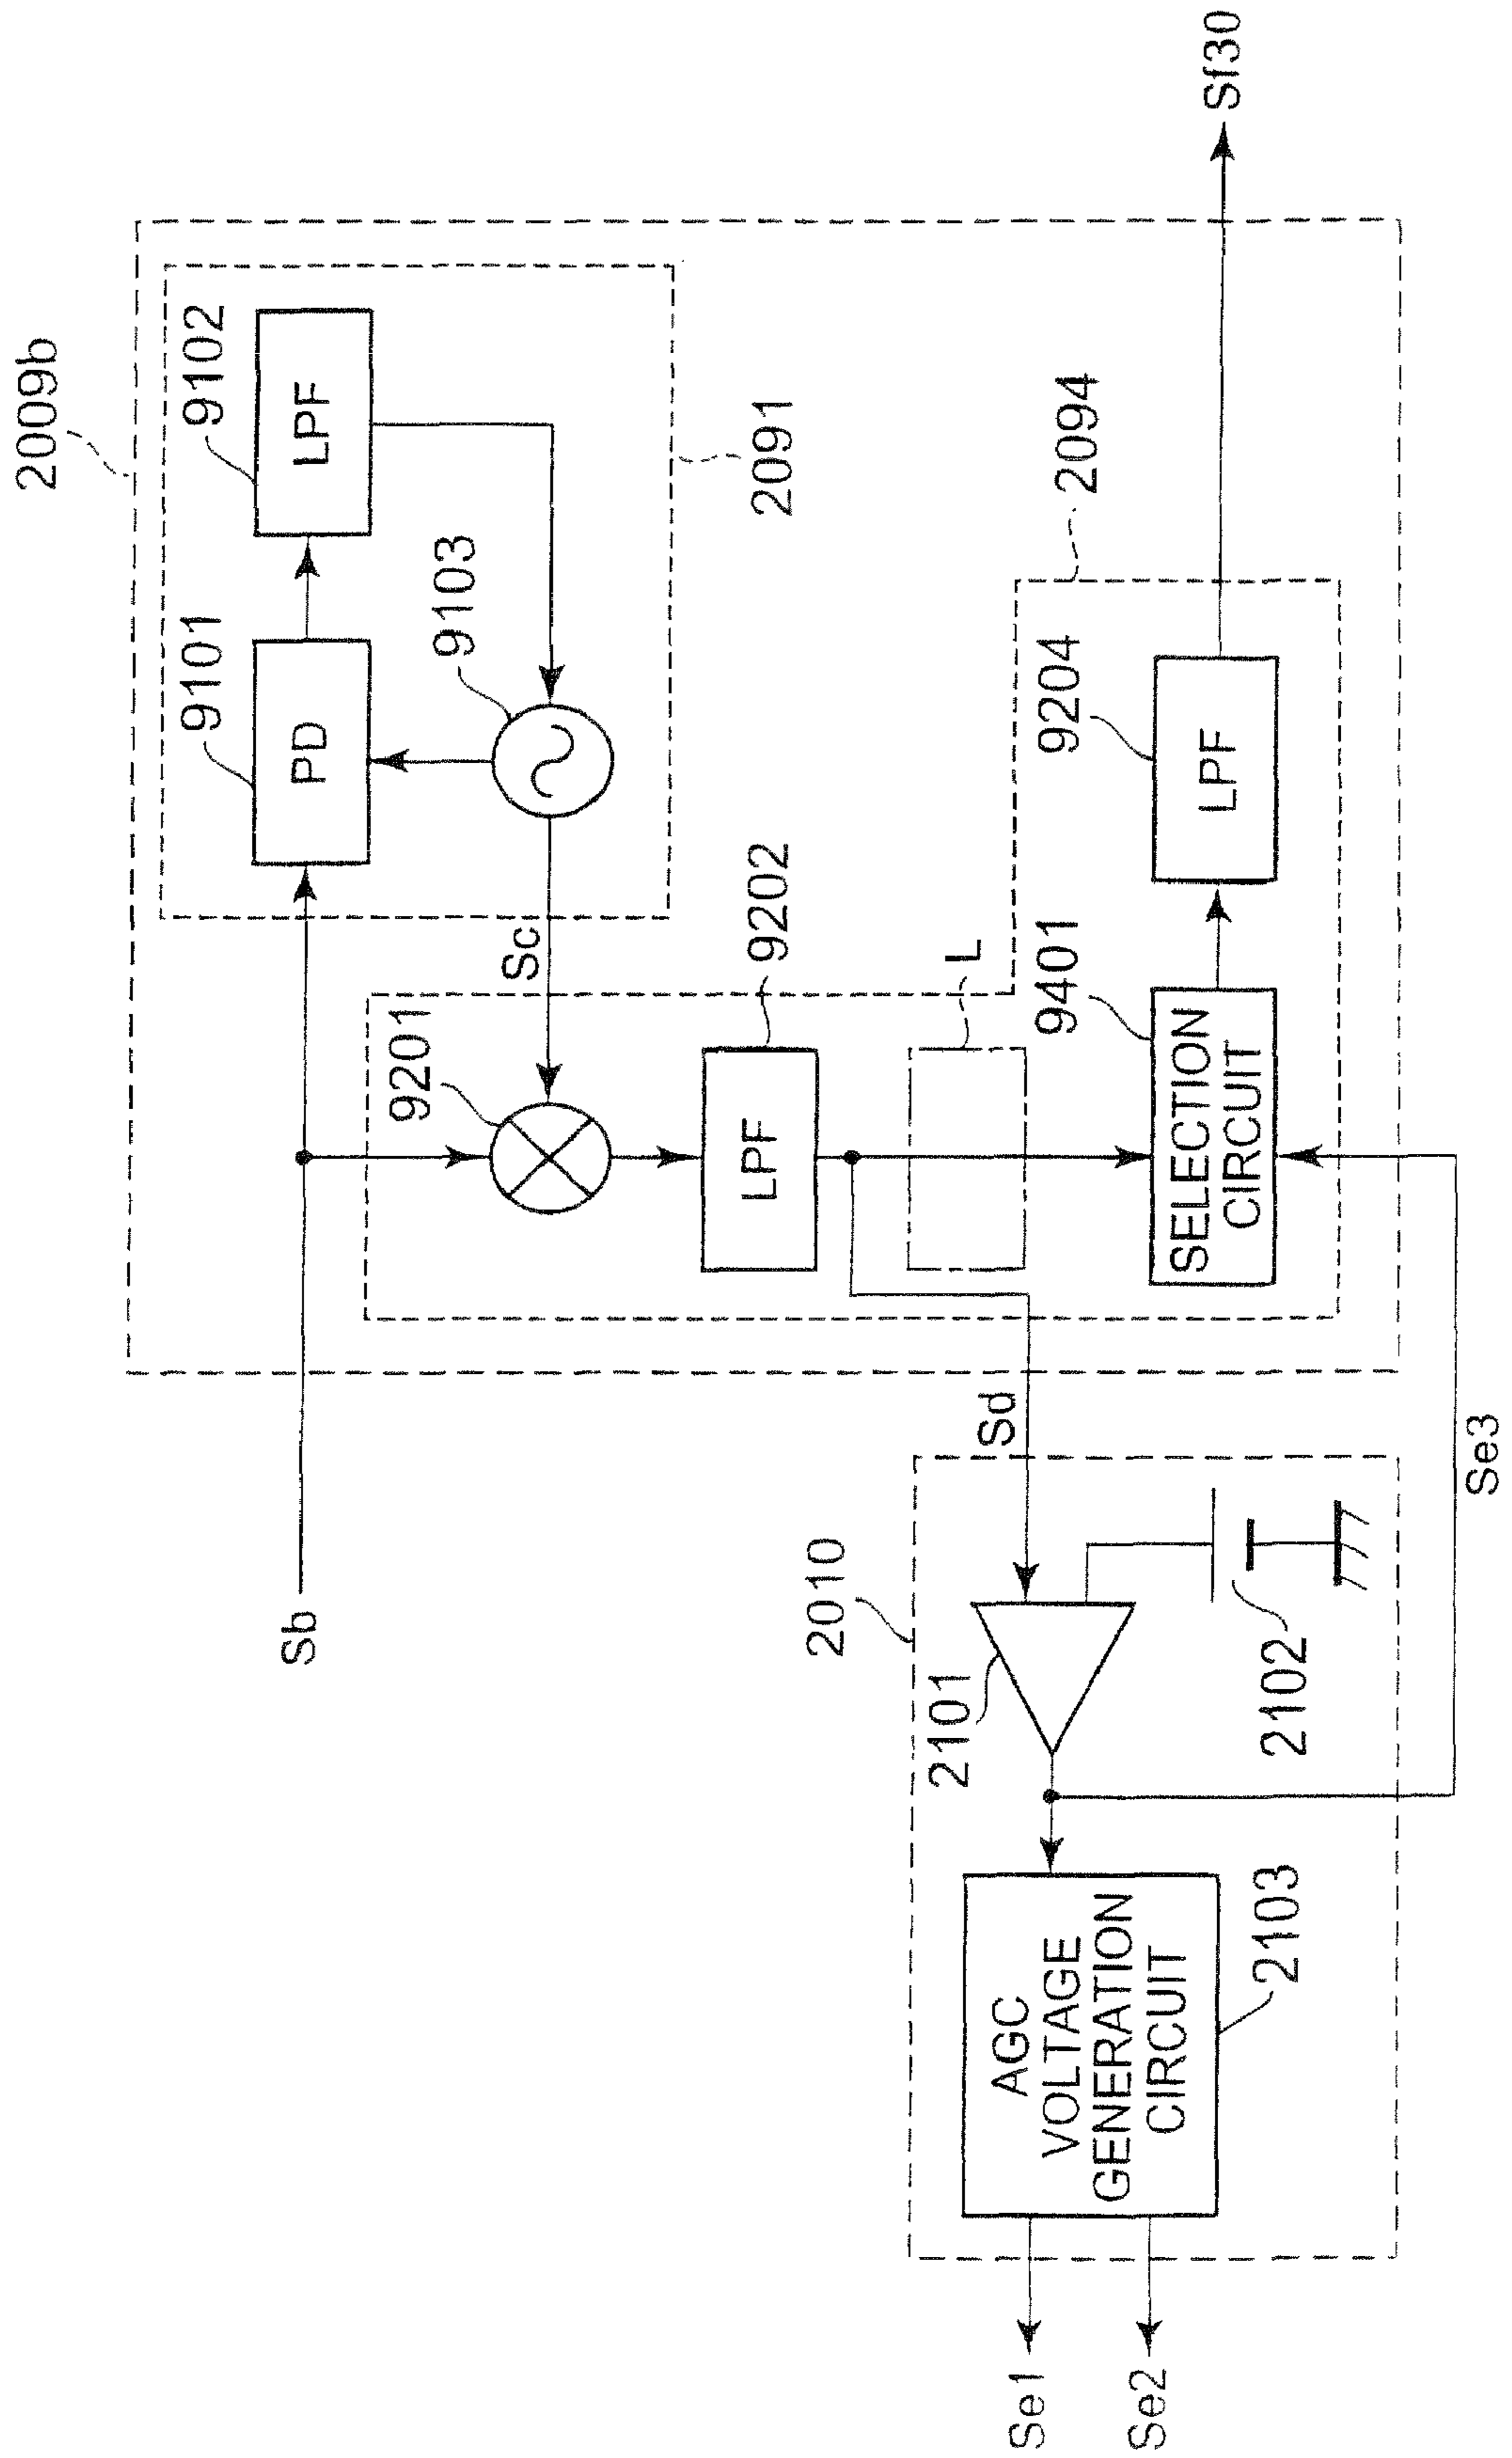 2009b
9101
PD
9102
LPF
9103
2091
Sb
Sc
9201
9202
LPF
L
2094
9401
SELECTION
CIRCUIT
9204
LPF
Sf30
Sd
2010
2101
2102
AGC
VOLTAGE
GENERATION
CIRCUIT
2103
Se1
Se2
Se3